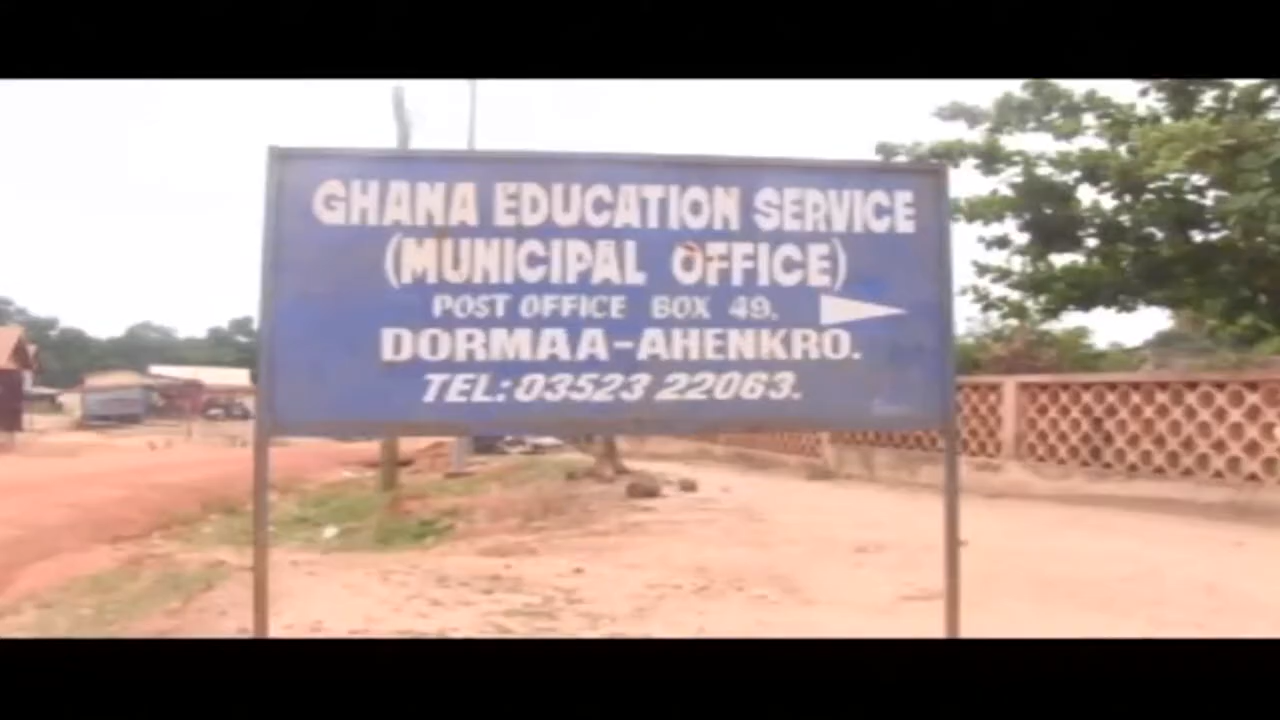 GHANA EDUCATION SERVICE
(MUNICIPAL OFFICE)
POST OFFICE BOX 49.
DORMAA-AHENKRO.
TEL: 03523 22063.